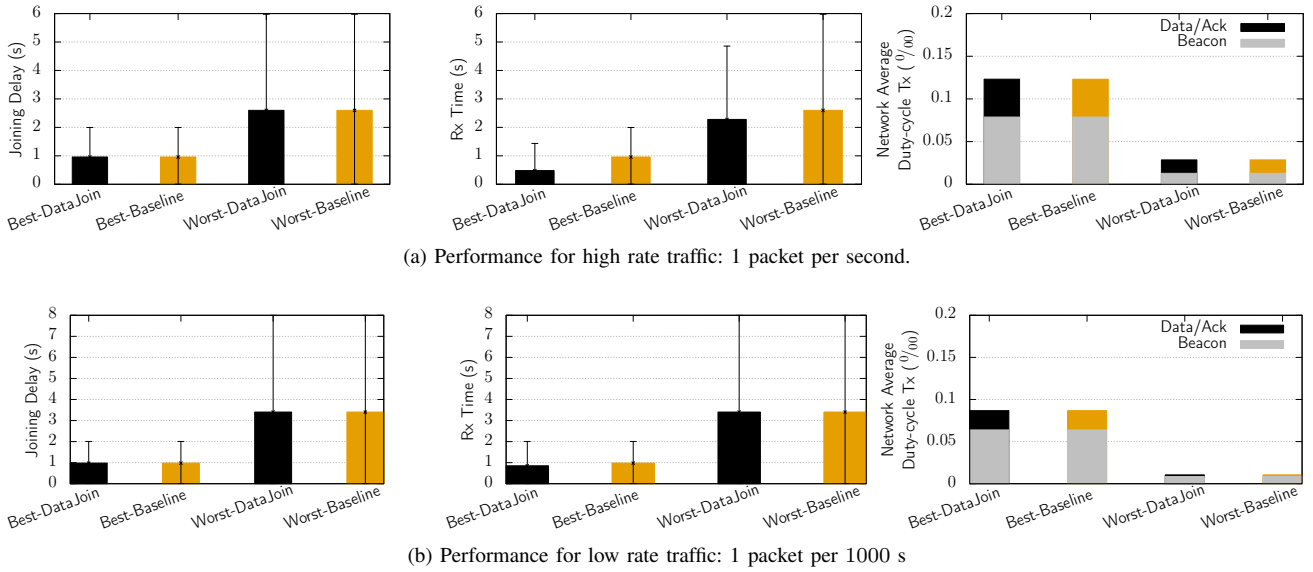 Joining Delay (s)
6
5
4
3
2
1
0
Best-DataJoin
Best-Baseline
Worst-DataJoin
Worst-Baseline
Rx Time (s)
6
5
4
3
2
1
0
Best-DataJoin
Best-Baseline
Worst-DataJoin
Worst-Baseline
Network Average
Duty-cycle Tx ( 0/00 )
0.2
0.15
0.1
0.05
0
Data/Ack
Beacon
Best-DataJoin
Best-Baseline
Worst-DataJoin
Worst-Baseline
(a) Performance for high rate traffic: 1 packet per second.
Joining Delay (s)
8
7
6
5
4
3
2
1
0
Best-DataJoin
Best-Baseline
Worst-DataJoin
Worst-Baseline
Rx Time (s)
8
7
6
5
4
3
2
1
0
Best-DataJoin
Best-Baseline
Worst-DataJoin
Worst-Baseline
Network Average
Duty-cycle Tx ( 0/00 )
0.2
0.15
0.1
0.05
0
Data/Ack
Beacon
Best-DataJoin
Best-Baseline
Worst-DataJoin
Worst-Baseline
(b) Performance for low rate traffic: 1 packet per 1000 s